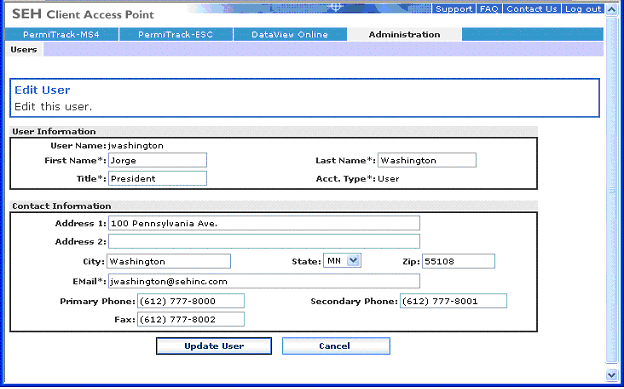 SEH Client Access Point
Support | FAQ | Contact Us | Log out
PermiTrack-MS4 PermiTrack-ESC DataView Online Administration
Users
Edit User
Edit this user.
User Information
User Name: jwashington
First Name*: Jorge Last Name*: Washington
Title*: President Acct. Type*: User
Contact Information
Address 1: 100 Pennsylvania Ave.
Address 2:
City: Washington State: MN Zip: 55108
EMail*: jwashington@sehinc.com
Primary Phone: (612) 777-8000 Secondary Phone: (612) 777-8001
Fax: (612) 777-8002
Update User Cancel